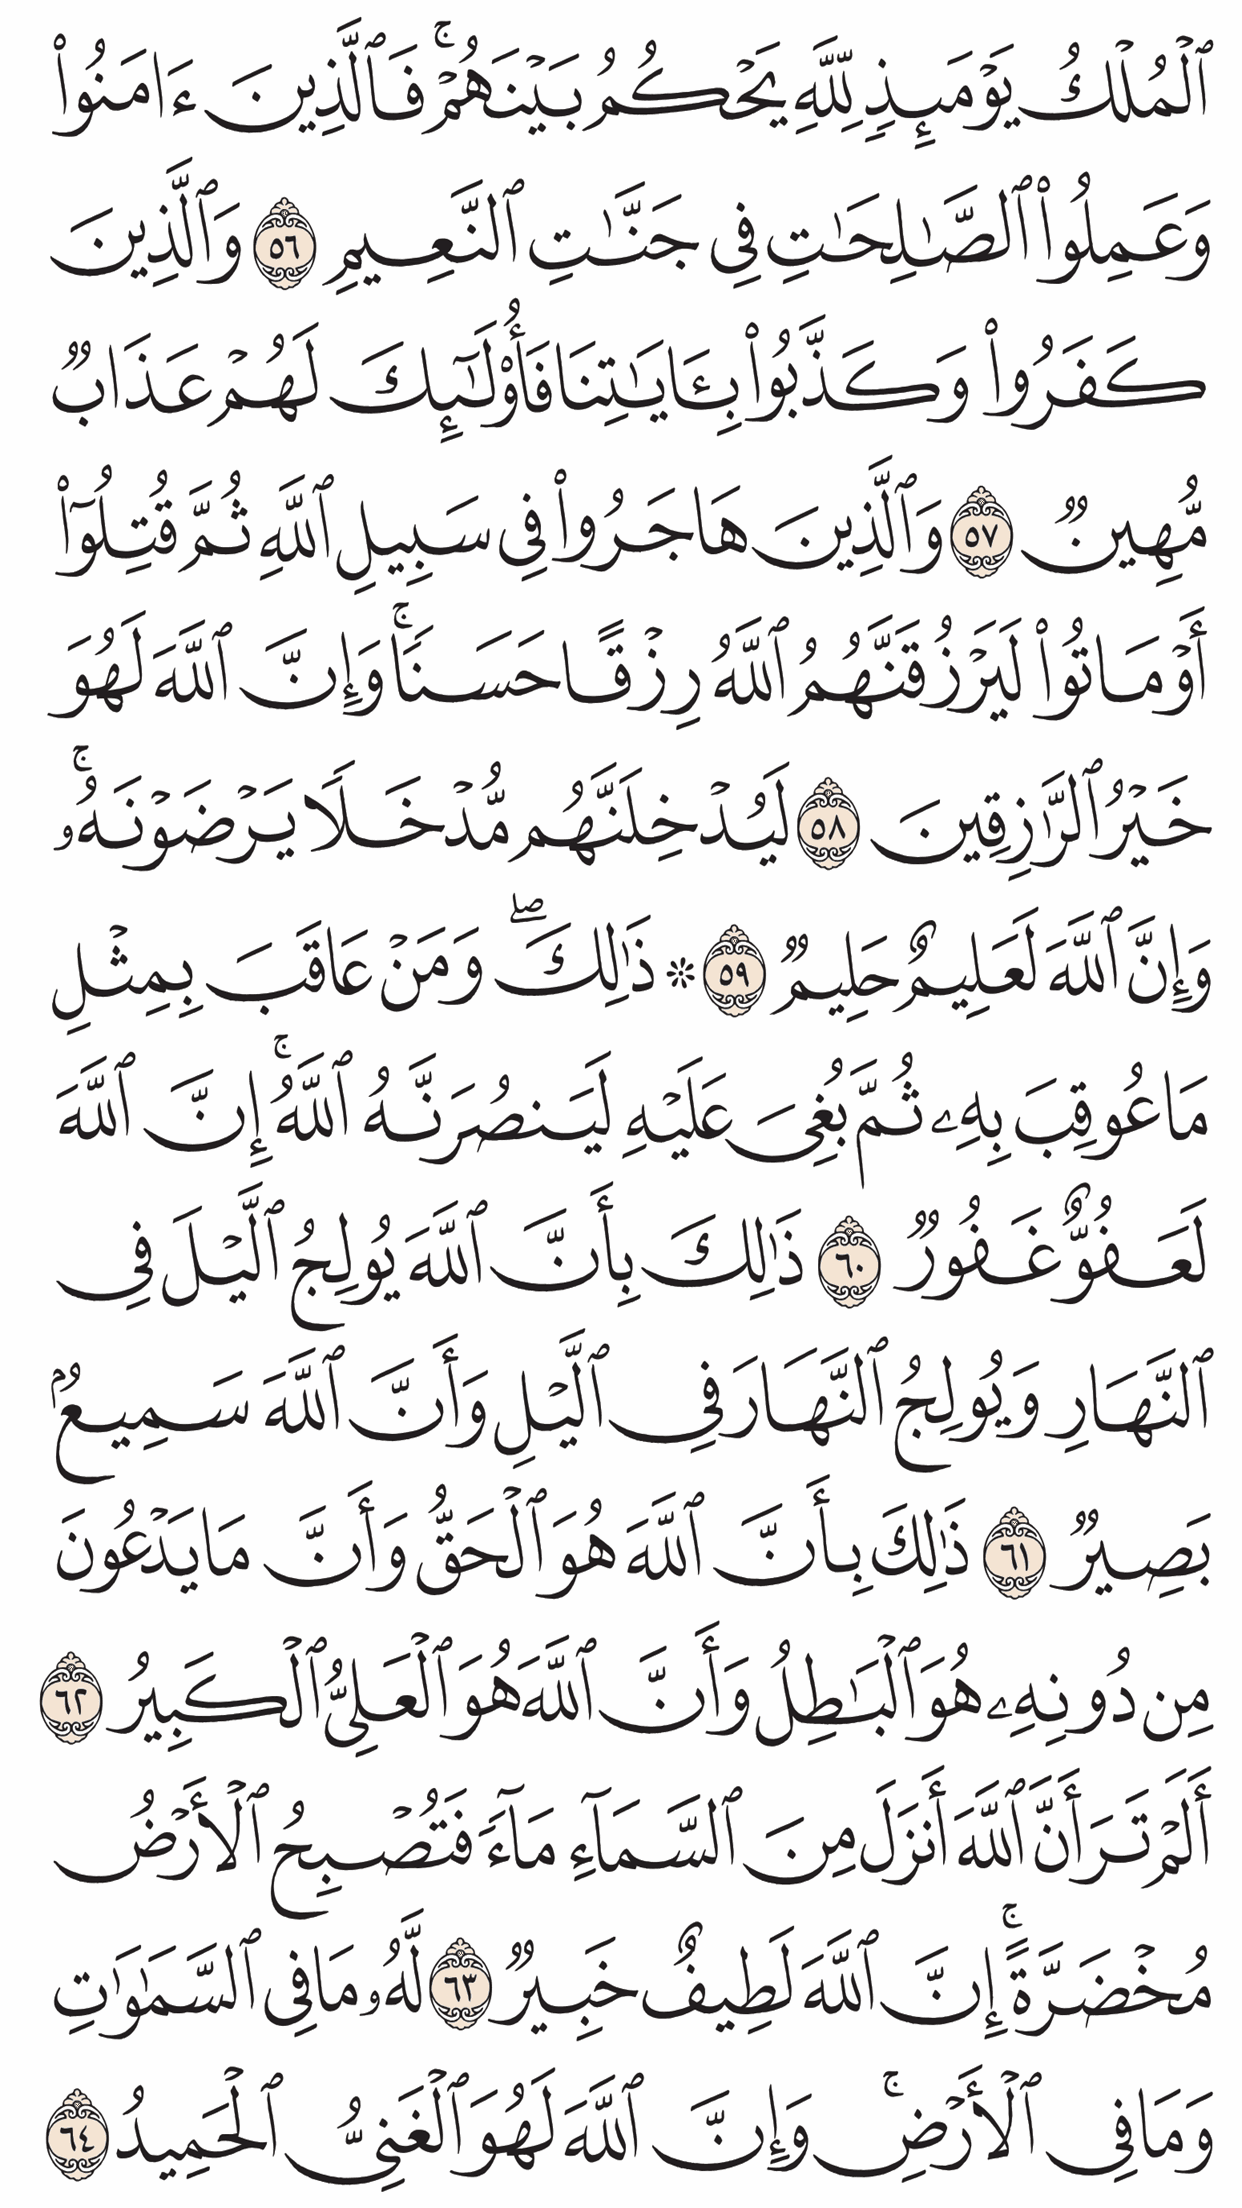 ٱلۡمُلۡكُ يَوۡمَئِذٖ لِّلَّهِ يَحۡكُمُ بَيۡنَهُمۡۚ فَٱلَّذِينَ ءَامَنُواْ
وَعَمِلُواْ ٱلصَّٰلِحَٰتِ فِي جَنَّٰتِ ٱلنَّعِيمِ ٥٦ وَٱلَّذِينَ
كَفَرُواْ وَكَذَّبُواْ بِـَٔايَٰتِنَا فَأُوْلَٰٓئِكَ لَهُمۡ عَذَابٞ
مُّهِينٞ ٥٧ وَٱلَّذِينَ هَاجَرُواْ فِي سَبِيلِ ٱللَّهِ ثُمَّ قُتِلُوٓاْ
أَوۡ مَاتُواْ لَيَرۡزُقَنَّهُمُ ٱللَّهُ رِزۡقًا حَسَنٗاۚ وَإِنَّ ٱللَّهَ لَهُوَ
خَيۡرُ ٱلرَّٰزِقِينَ ٥٨ لَيُدۡخِلَنَّهُم مُّدۡخَلٗا يَرۡضَوۡنَهُۥۚ
وَإِنَّ ٱللَّهَ لَعَلِيمٌ حَلِيمٞ ٥٩ ۞ ذَٰلِكَۖ وَمَنۡ عَاقَبَ بِمِثۡلِ
مَا عُوقِبَ بِهِۦ ثُمَّ بُغِيَ عَلَيۡهِ لَيَنصُرَنَّهُ ٱللَّهُۚ إِنَّ ٱللَّهَ
لَعَفُوٌّ غَفُورٞ ٦٠ ذَٰلِكَ بِأَنَّ ٱللَّهَ يُولِجُ ٱلَّيۡلَ فِي
ٱلنَّهَارِ وَيُولِجُ ٱلنَّهَارَ فِي ٱلَّيۡلِ وَأَنَّ ٱللَّهَ سَمِيعُۢ
بَصِيرٞ ٦١ ذَٰلِكَ بِأَنَّ ٱللَّهَ هُوَ ٱلۡحَقُّ وَأَنَّ مَا يَدۡعُونَ
مِن دُونِهِۦ هُوَ ٱلۡبَٰطِلُ وَأَنَّ ٱللَّهَ هُوَ ٱلۡعَلِيُّ ٱلۡكَبِيرُ ٦٢
أَلَمۡ تَرَ أَنَّ ٱللَّهَ أَنزَلَ مِنَ ٱلسَّمَآءِ مَآءٗ فَتُصۡبِحُ ٱلۡأَرۡضُ
مُخۡضَرَّةًۚ إِنَّ ٱللَّهَ لَطِيفٌ خَبِيرٞ ٦٣ لَّهُۥ مَا فِي ٱلسَّمَٰوَٰتِ
وَمَا فِي ٱلۡأَرۡضِۚ وَإِنَّ ٱللَّهَ لَهُوَ ٱلۡغَنِيُّ ٱلۡحَمِيدُ ٦٤